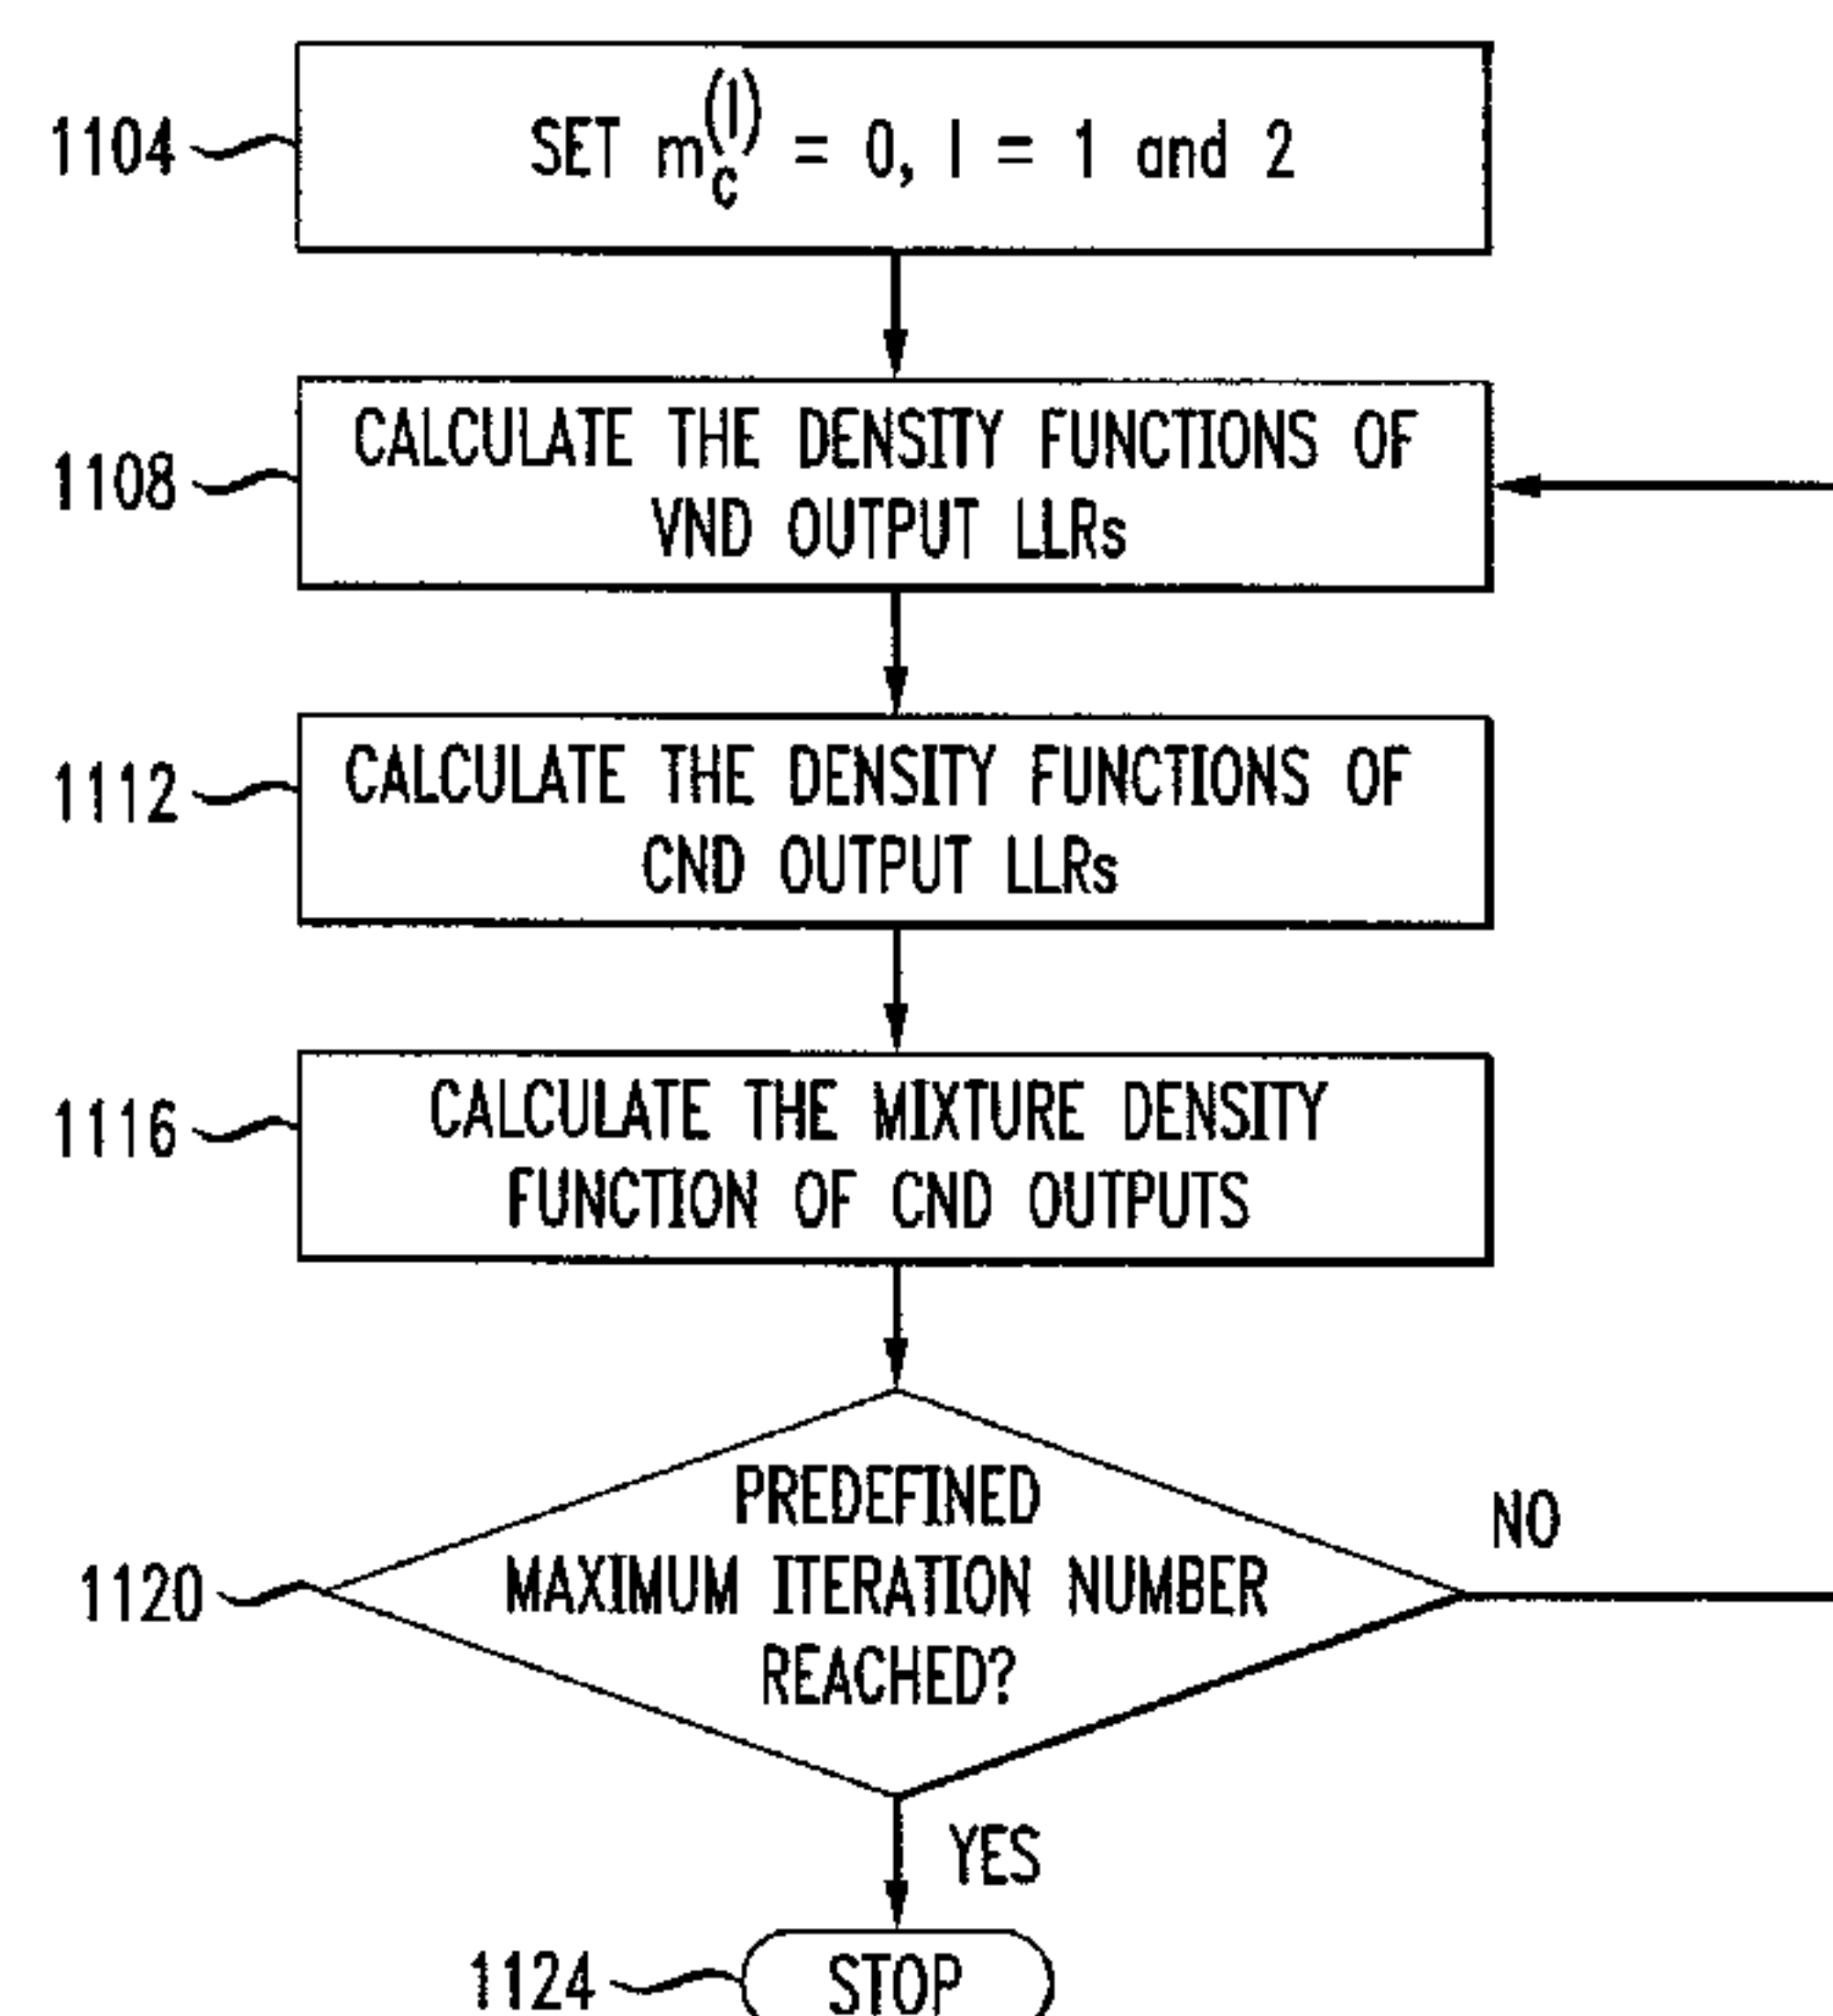 1104
SET m_c^(l) = 0, l = 1 and 2
1108
CALCULATE THE DENSITY FUNCTIONS OF
VND OUTPUT LLRs
1112
CALCULATE THE DENSITY FUNCTIONS OF
CND OUTPUT LLRs
1116
CALCULATE THE MIXTURE DENSITY
FUNCTION OF CND OUTPUTS
1120
PREDEFINED
MAXIMUM ITERATION NUMBER
REACHED?
NO
YES
1124
STOP